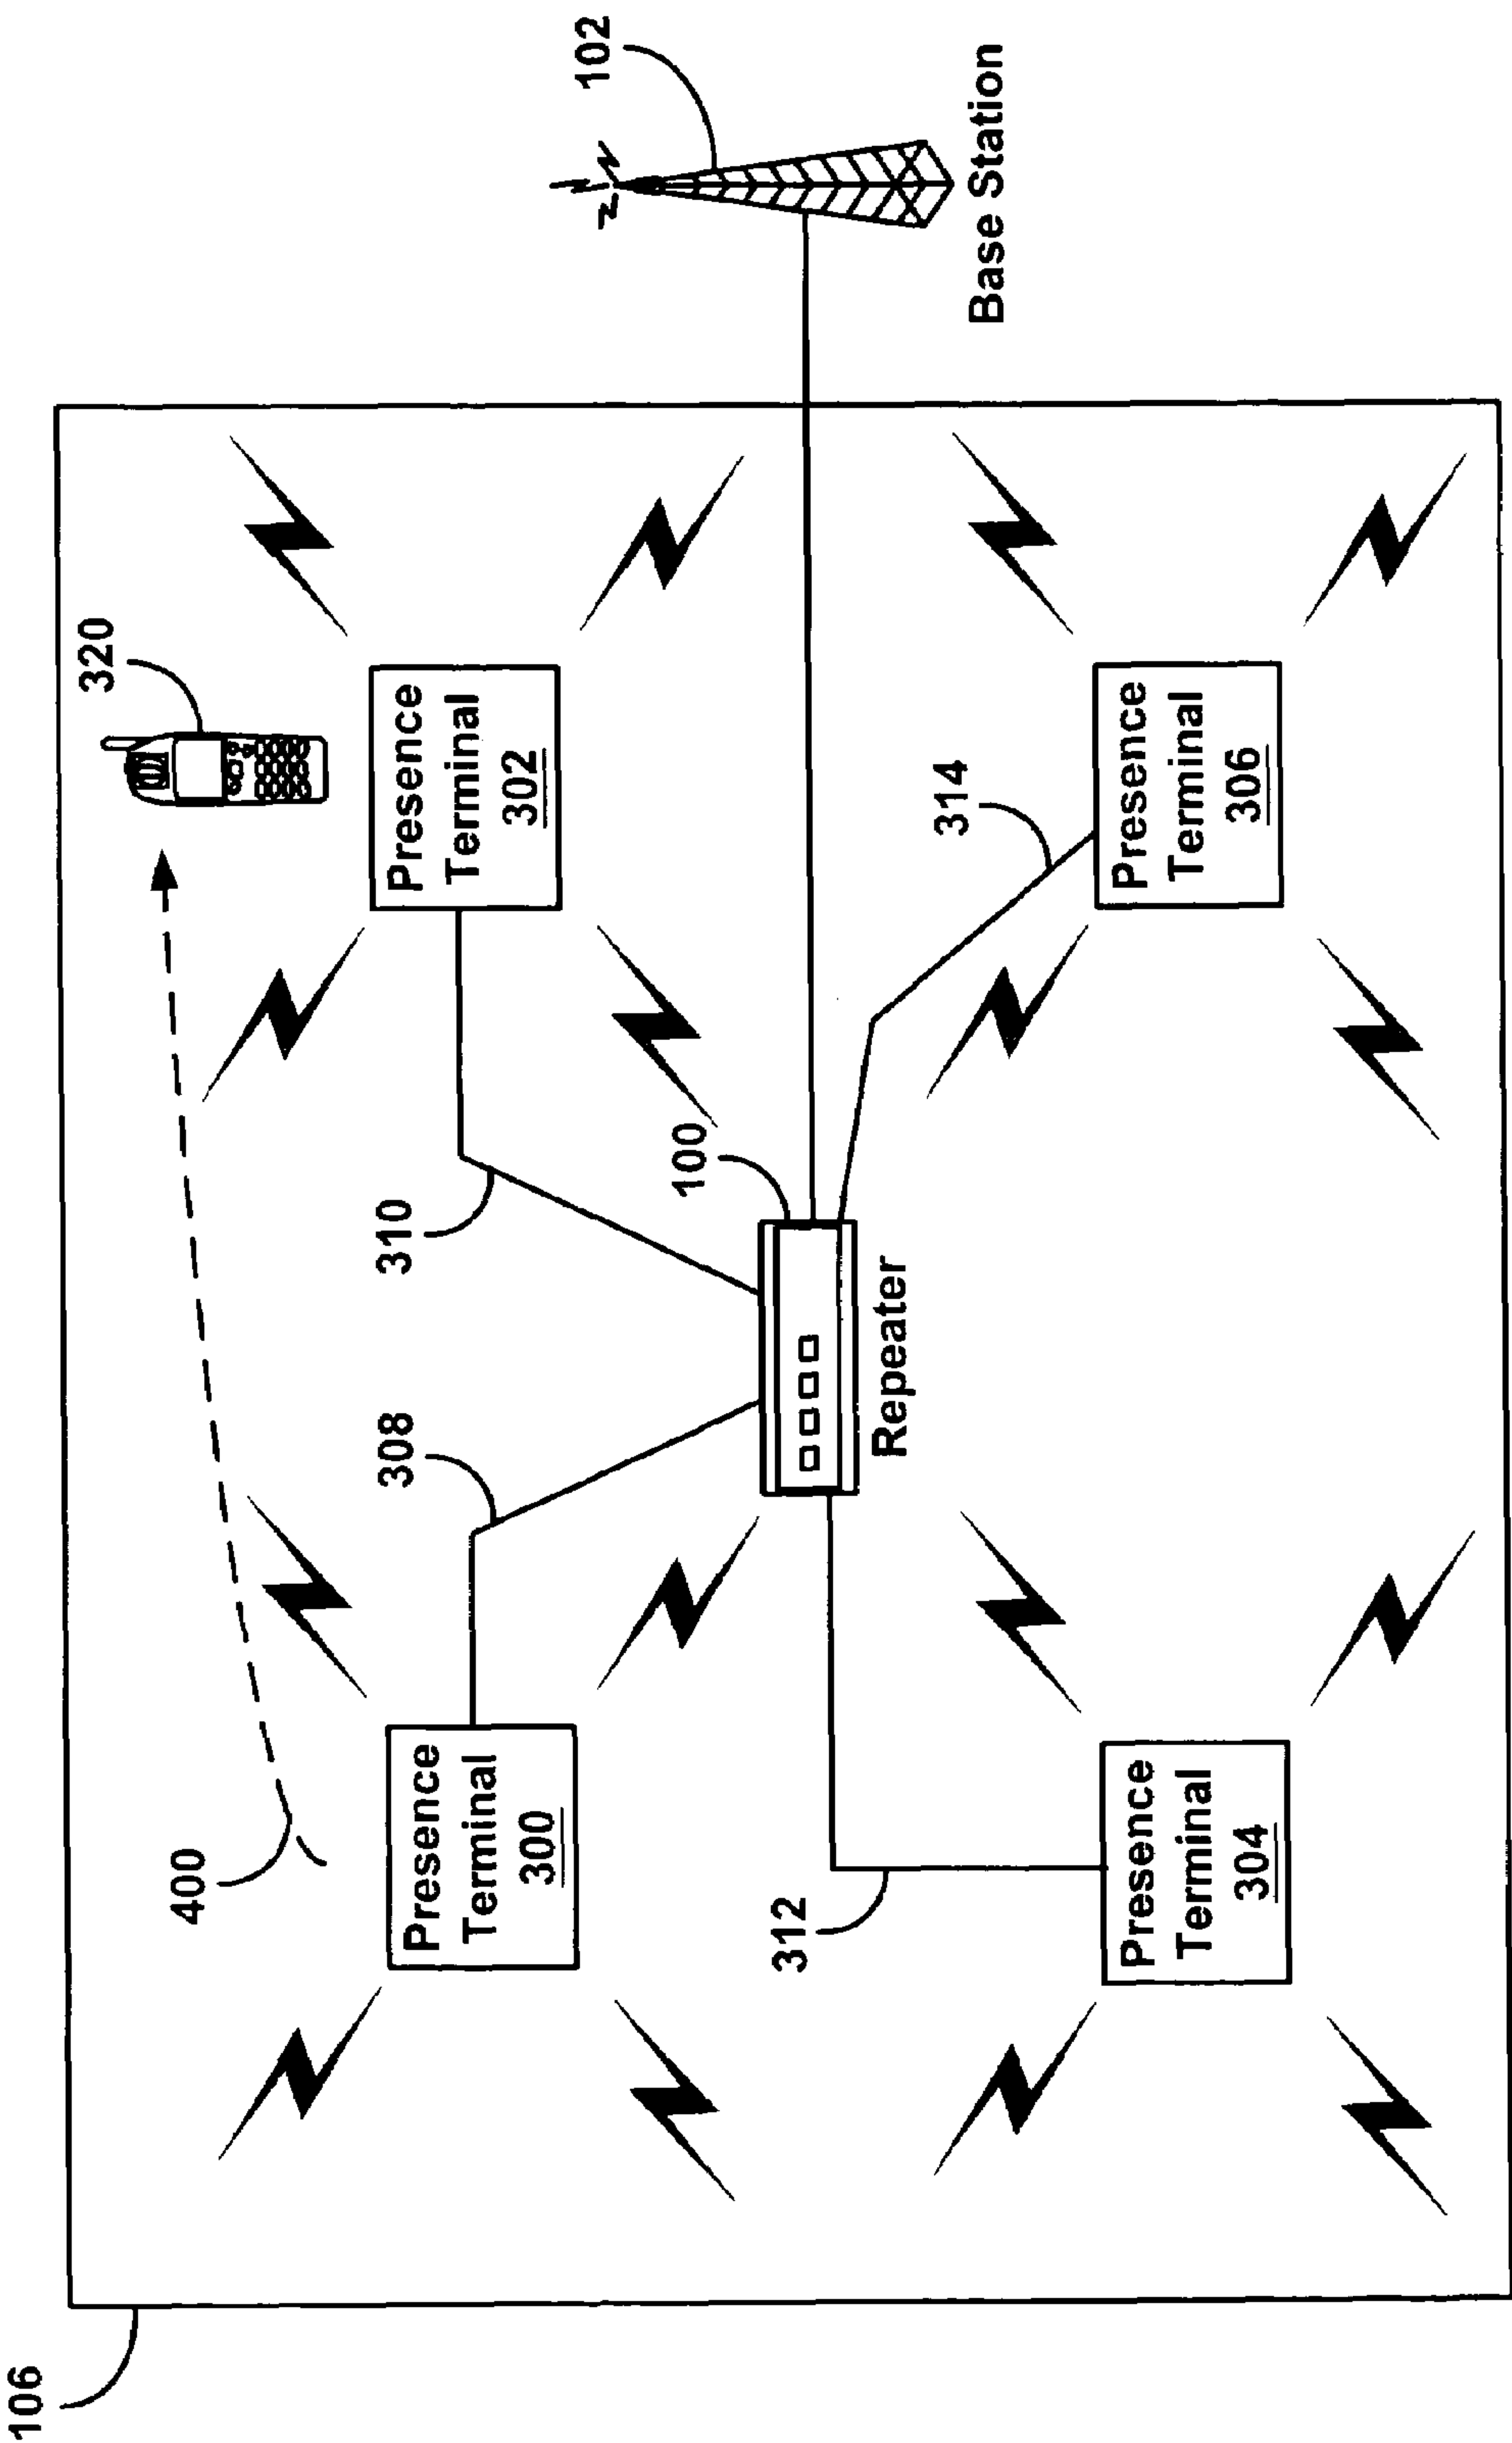 106
400
308
310
320
Presence
Terminal
300
Presence
Terminal
302
102
Base Station
100
Repeater
312
314
Presence
Terminal
304
Presence
Terminal
306